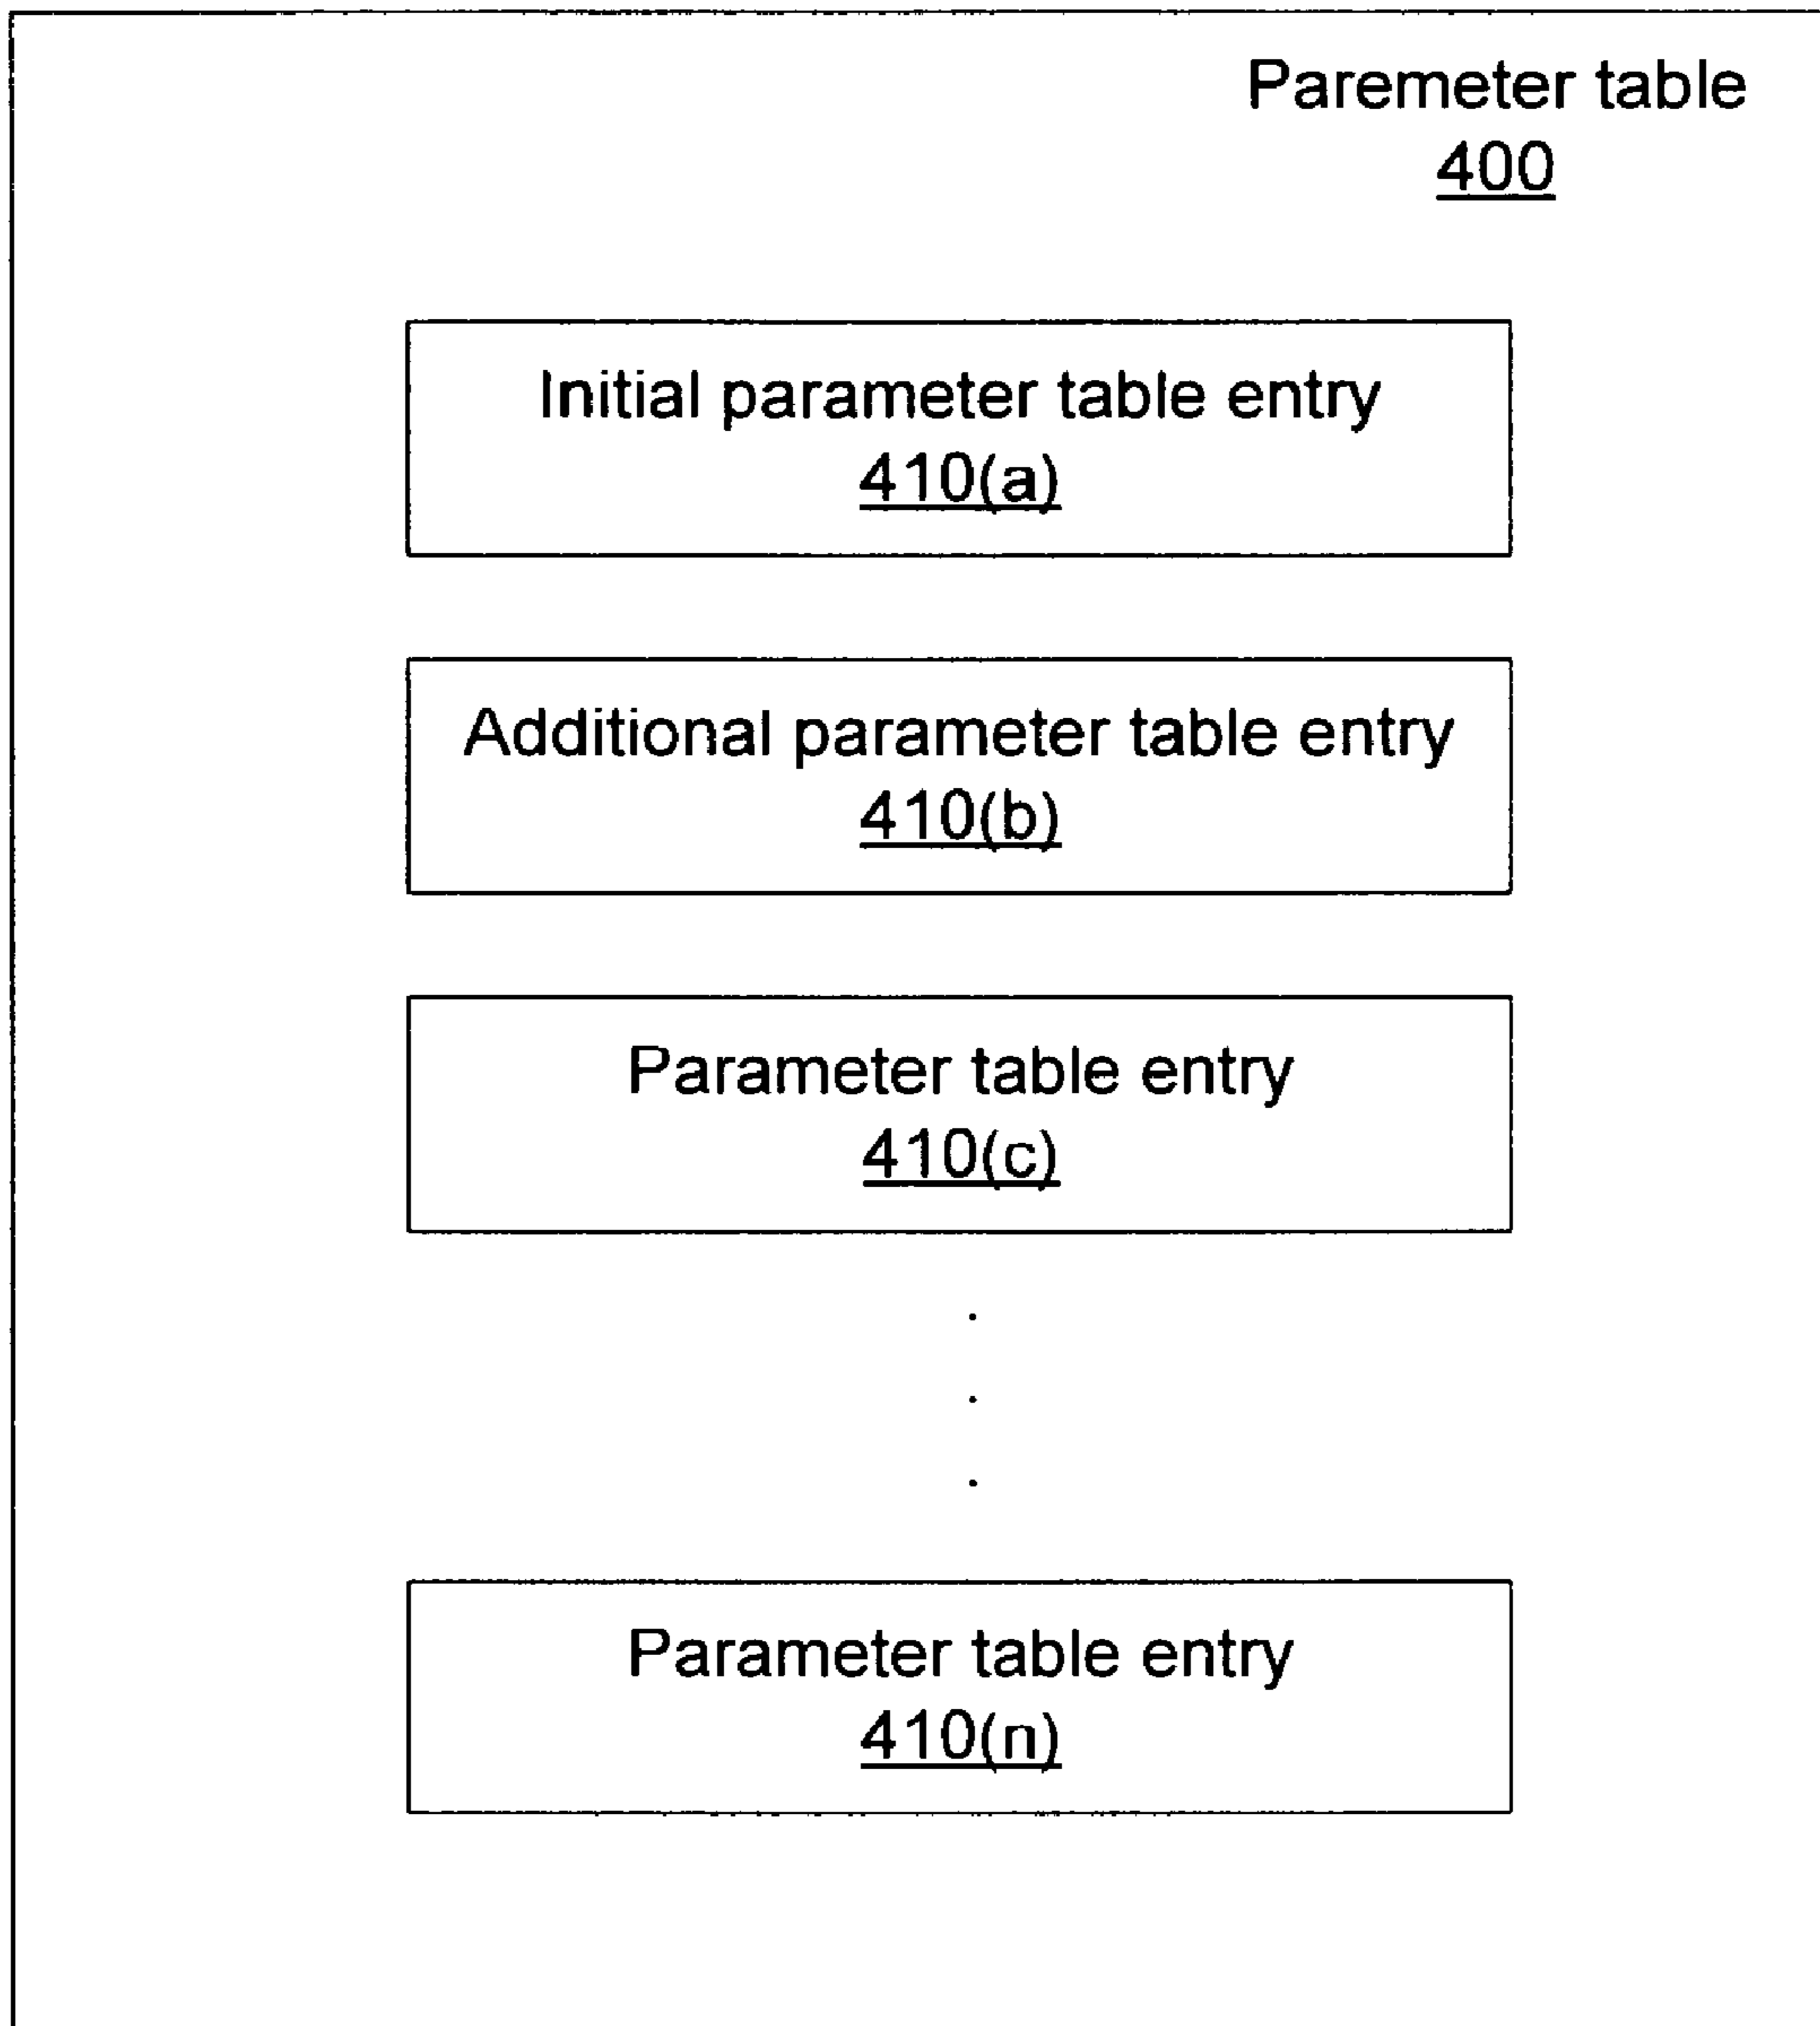 Paremeter table
400
Initial parameter table entry
410(a)
Additional parameter table entry
410(b)
Parameter table entry
410(c)
.
.
.
Parameter table entry
410(n)